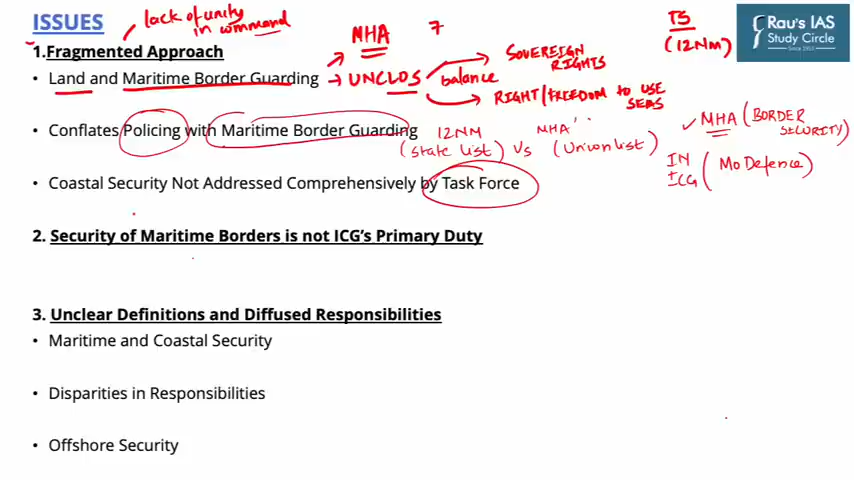 ISSUES
lack of unity in command
1.Fragmented Approach
• Land and Maritime Border Guarding
MHA
UNCLOS
balance
SOVEREIGN RIGHTS
RIGHT/FREEDOM TO USE SEAS
TS
(12NM)
Rau's IAS
Study Circle
Since 1953
• Conflates Policing with Maritime Border Guarding
12NM
(State list)
Vs
MHA
(Union list)
MHA (BORDER SECURITY)
IN
+
ICG
(Mo Defence)
• Coastal Security Not Addressed Comprehensively by Task Force
2. Security of Maritime Borders is not ICG's Primary Duty
3. Unclear Definitions and Diffused Responsibilities
• Maritime and Coastal Security
• Disparities in Responsibilities
• Offshore Security